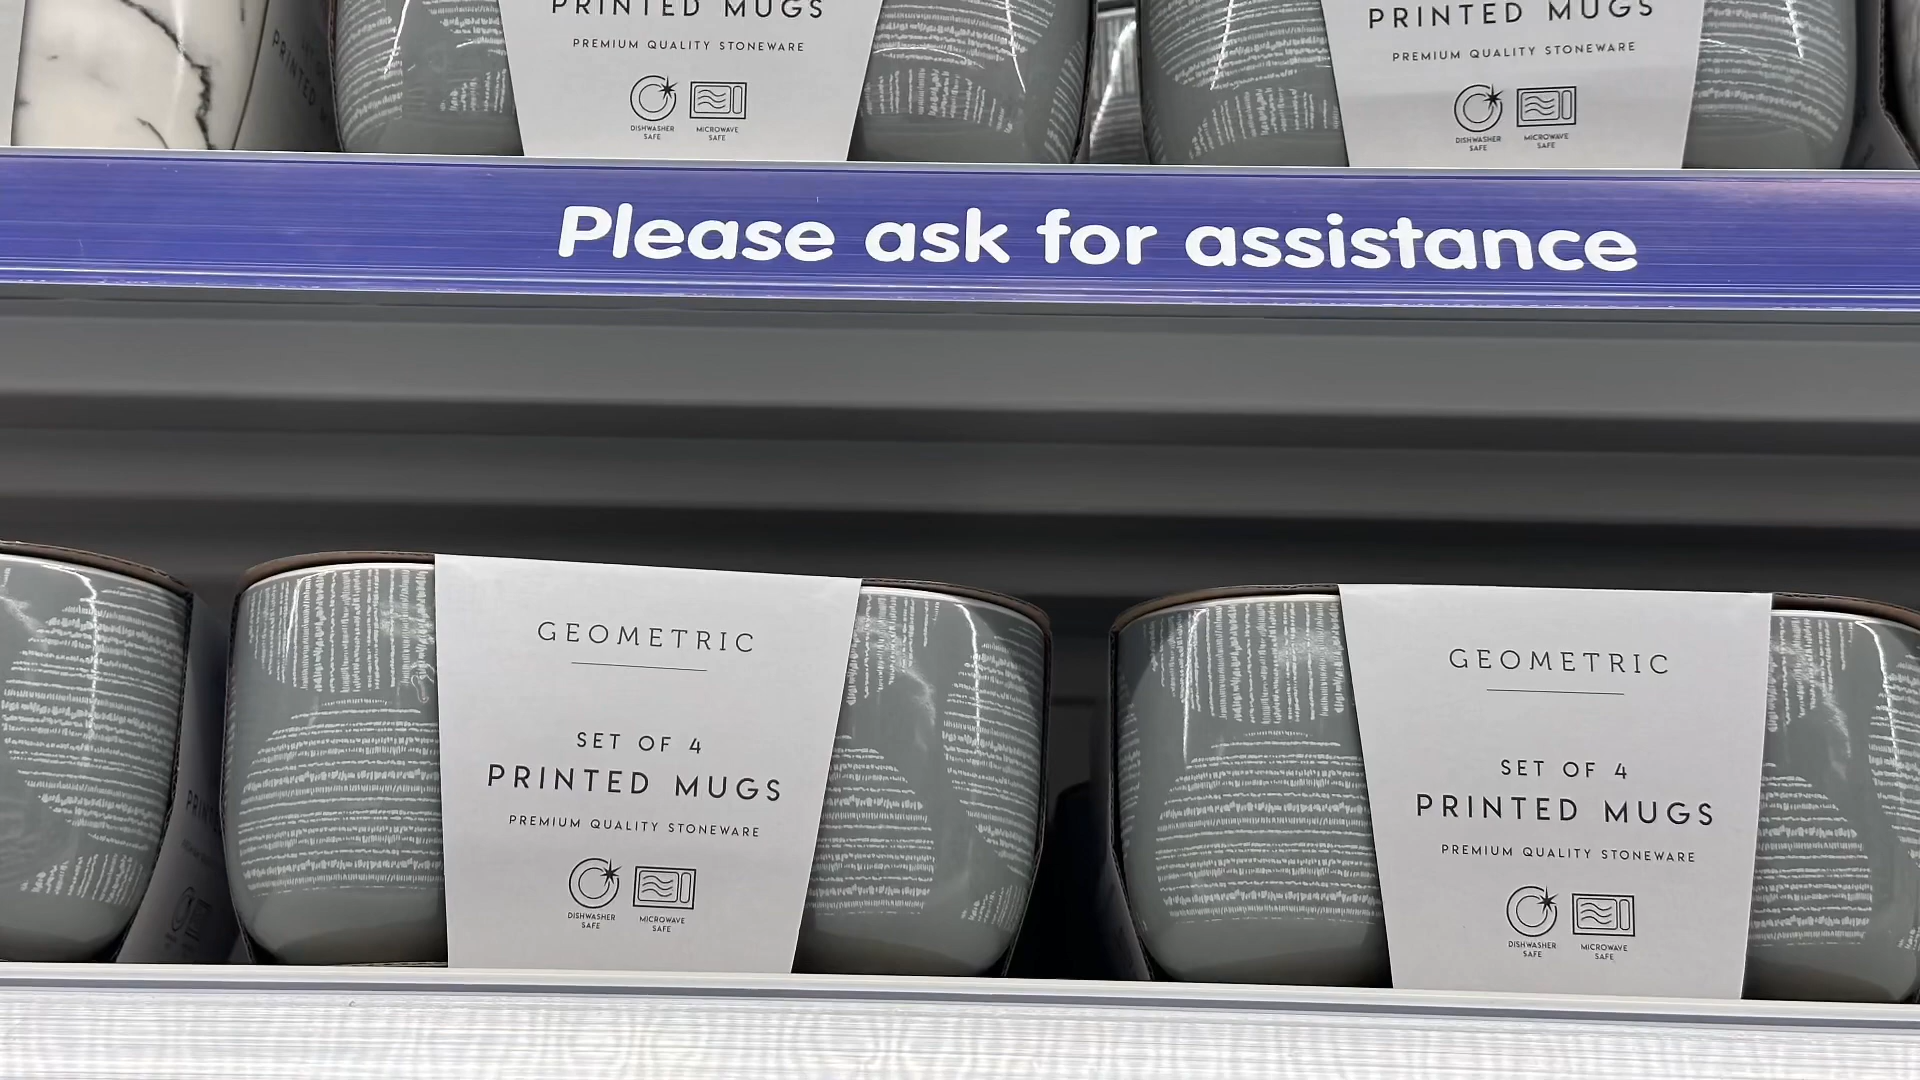 PRINTED MUGS
PREMIUM QUALITY STONEWARE
DISHWASHER
SAFE
MICROWAVE
SAFE
PRINTED MUGS
PREMIUM QUALITY STONEWARE
DISHWASHER
SAFE
MICROWAVE
SAFE
PRINTED
Please ask for assistance
GEOMETRIC
SET OF 4
PRINTED MUGS
PREMIUM QUALITY STONEWARE
DISHWASHER
SAFE
MICROWAVE
SAFE
GEOMETRIC
SET OF 4
PRINTED MUGS
PREMIUM QUALITY STONEWARE
DISHWASHER
SAFE
MICROWAVE
SAFE